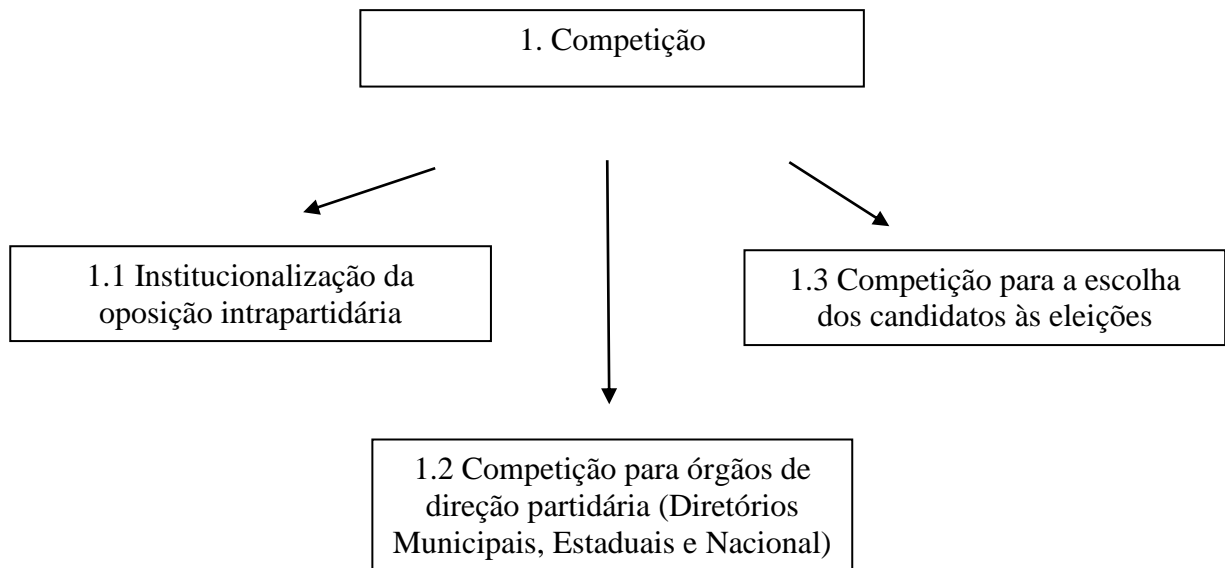 1. Competição
1.1 Institucionalização da
oposição intrapartidária
1.3 Competição para a escolha
dos candidatos às eleições
1.2 Competição para órgãos de
direção partidária (Diretórios
Municipais, Estaduais e Nacional)